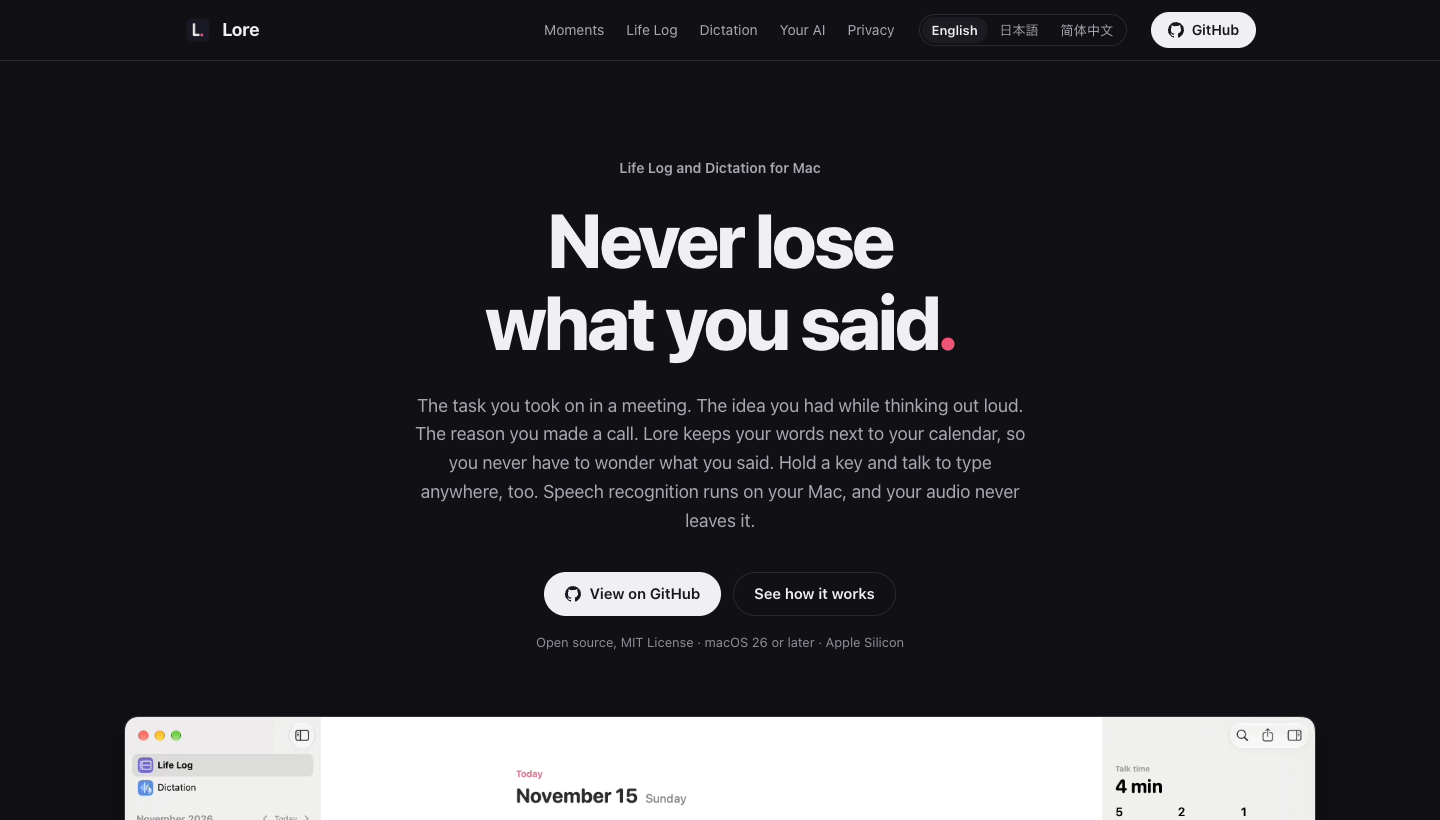 L.
Lore
Moments
Life Log
Dictation
Your AI
Privacy
English
日本語
简体中文
GitHub
Life Log and Dictation for Mac
Never lose
what you said.
The task you took on in a meeting. The idea you had while thinking out loud.
The reason you made a call. Lore keeps your words next to your calendar, so
you never have to wonder what you said. Hold a key and talk to type
anywhere, too. Speech recognition runs on your Mac, and your audio never
leaves it.
View on GitHub
See how it works
Open source, MIT License · macOS 26 or later · Apple Silicon
Life Log
Dictation
November 2026
Today
Today
November 15 Sunday
Talk time
4 min
5
2
1